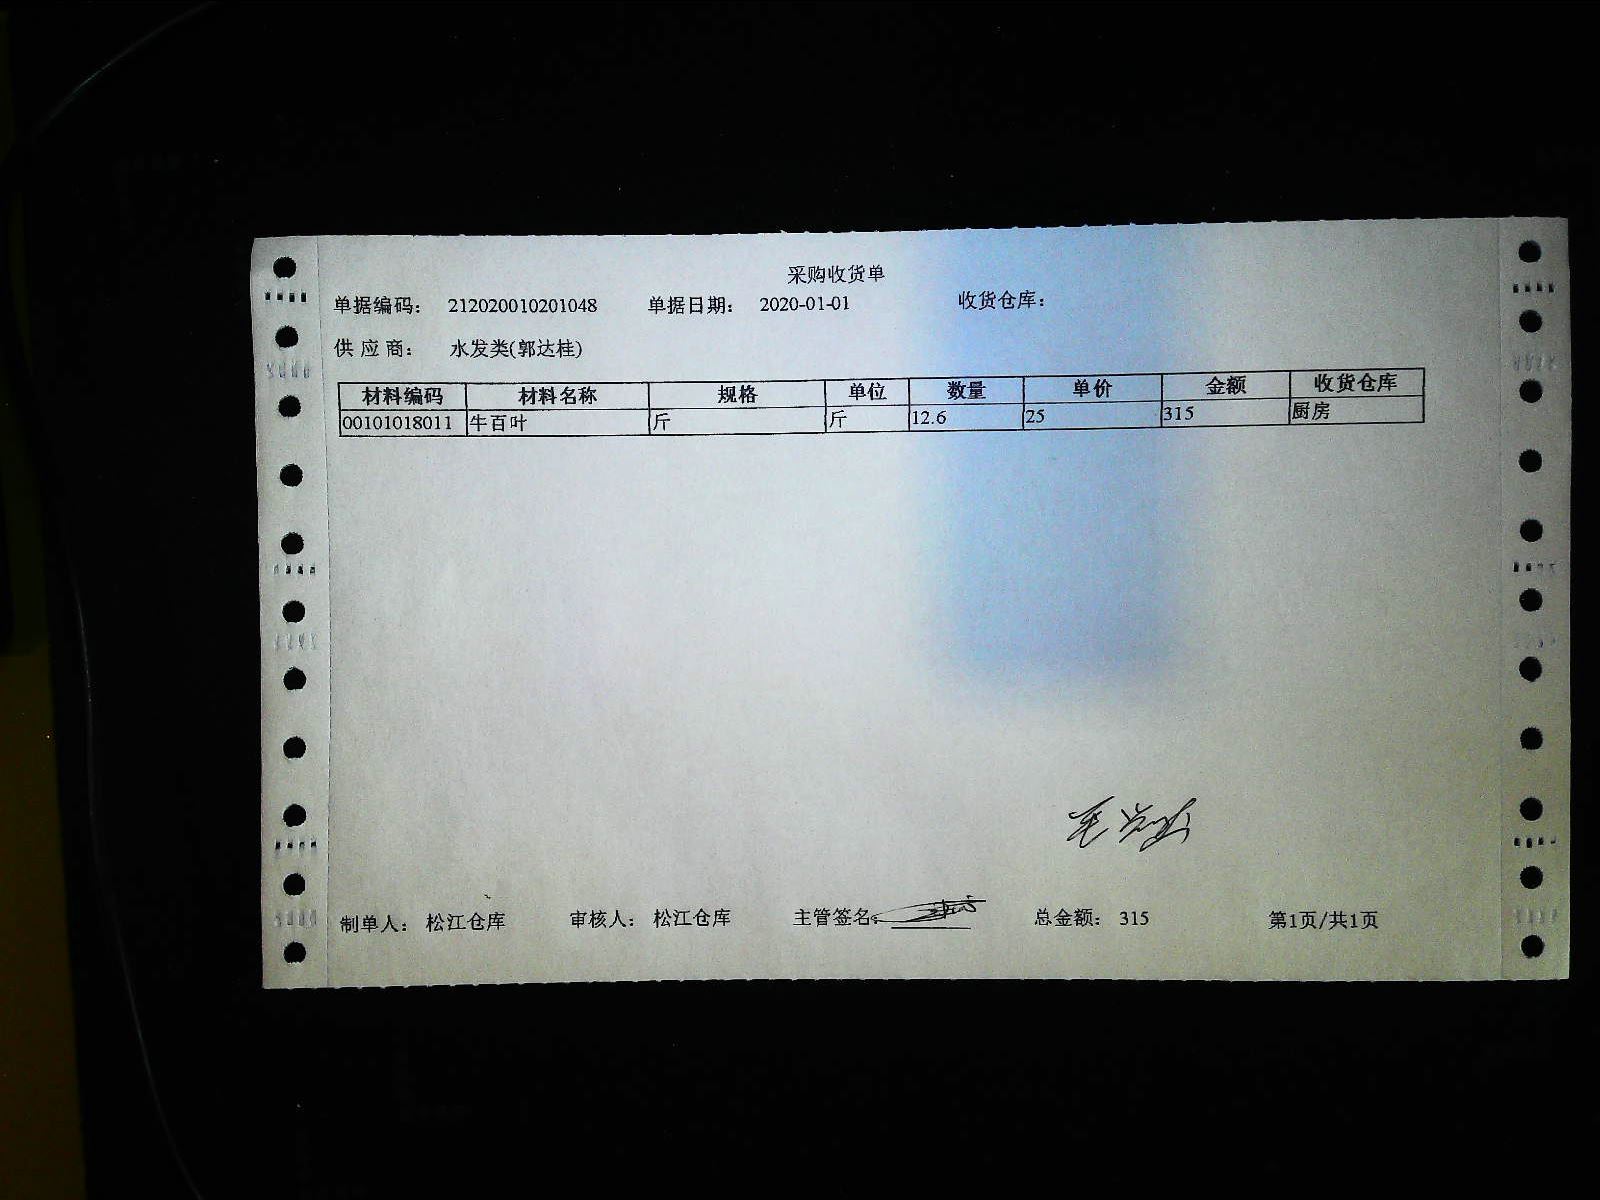 采购收货单
单据编码： 212020010201048 单据日期： 2020-01-01 收货仓库：
供 应 商： 水发类(郭达桂)
材料编码 材料名称 规格 单位 数量 单价 金额 收货仓库
00101018011 牛百叶 斤 斤 12.6 25 315 厨房
制单人： 松江仓库 审核人： 松江仓库 主管签名： 总金额： 315 第1页/共1页